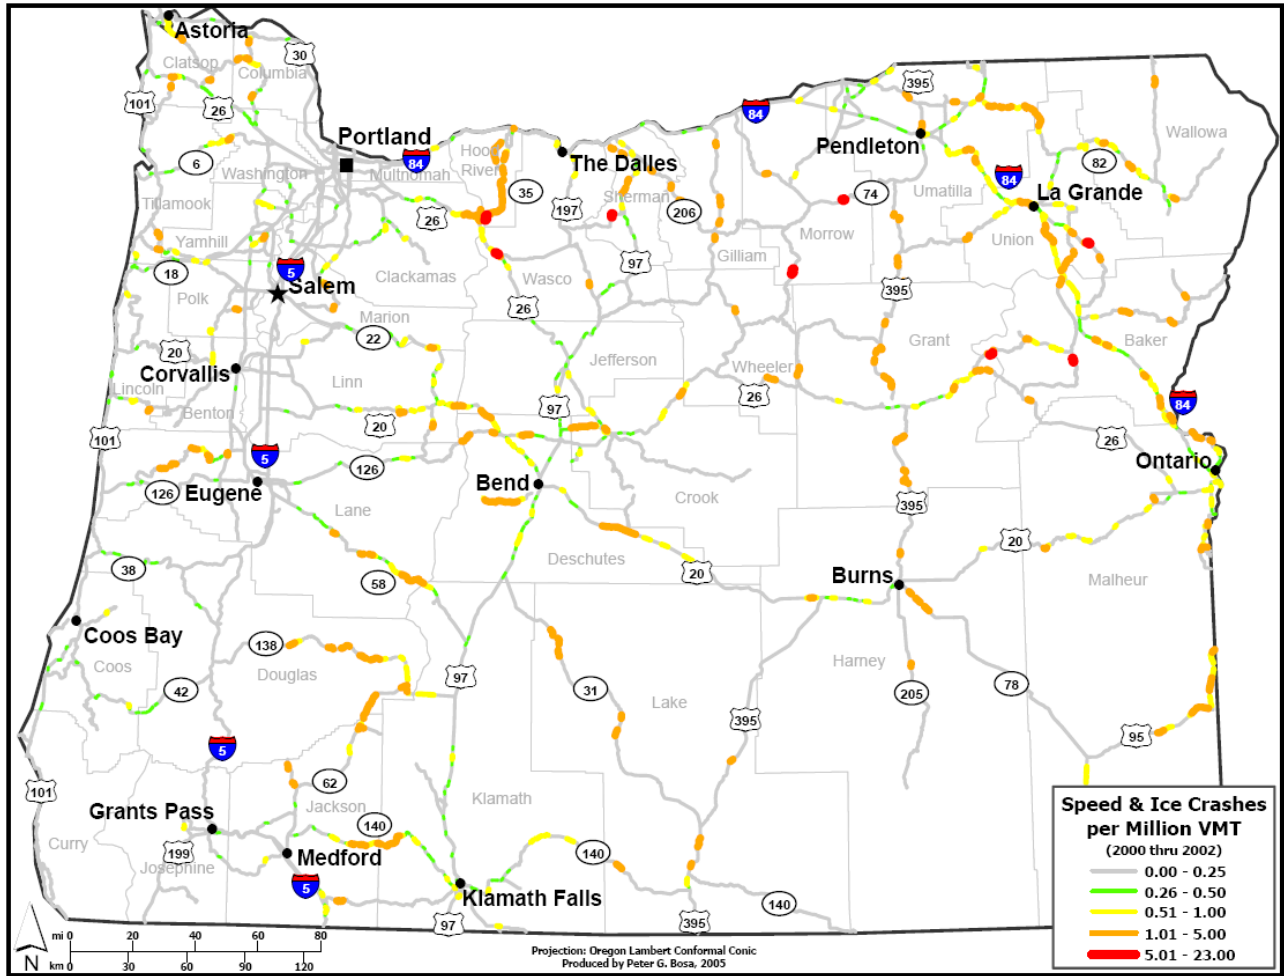 Astoria
30
Clatsop
Columbia
101
26
Portland
84
84
395
Pendleton
Wallowa
6
Washington
Multnomah
Hood
River
The Dalles
82
84
La Grande
Tillamook
26
35
197
Sherman
206
74
Umatilla
Yamhill
Morrow
Union
18
5
Salem
Clackamas
Wasco
97
Gilliam
Polk
Marion
26
395
20
22
Jefferson
Wheeler
Grant
Baker
Corvallis
Lincoln
Linn
26
Benton
97
84
101
20
26
5
126
Ontario
126
Eugene
Bend
Crook
395
Lane
Deschutes
20
38
58
20
Burns
Malheur
Coos Bay
138
Coos
Douglas
97
Harney
42
31
Lake
205
78
5
395
95
101
62
Jackson
Klamath
Grants Pass
140
Curry
199
Josephine
Medford
140
5
Klamath Falls
97
395
140
Speed & Ice Crashes
per Million VMT
(2000 thru 2002)
0.00 - 0.25
0.26 - 0.50
0.51 - 1.00
1.01 - 5.00
5.01 - 23.00
N
mi 0 20 40 60 80
km 0 30 60 90 120
Projection: Oregon Lambert Conformal Conic
Produced by Peter G. Bosa, 2005